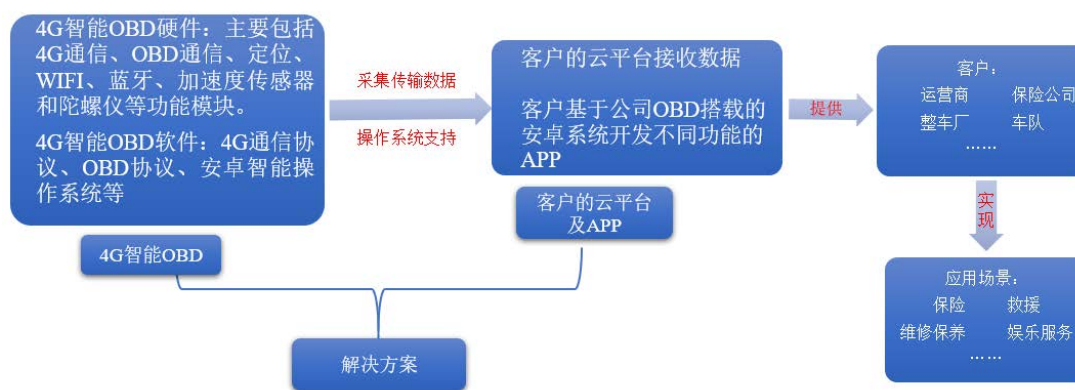 4G智能OBD硬件：主要包括
4G通信、OBD通信、定位、
WIFI、蓝牙、加速度传感器
和陀螺仪等功能模块。
4G智能OBD软件：4G通信协
议、OBD协议、安卓智能操
作系统等
4G智能OBD
采集传输数据
操作系统支持
客户的云平台接收数据
客户基于公司OBD搭载的
安卓系统开发不同功能的
APP
客户的云平台
及APP
解决方案
提供
客户：
运营商 保险公司
整车厂 车队
……
实
现
应用场景：
保险 救援
维修保养 娱乐服务
……